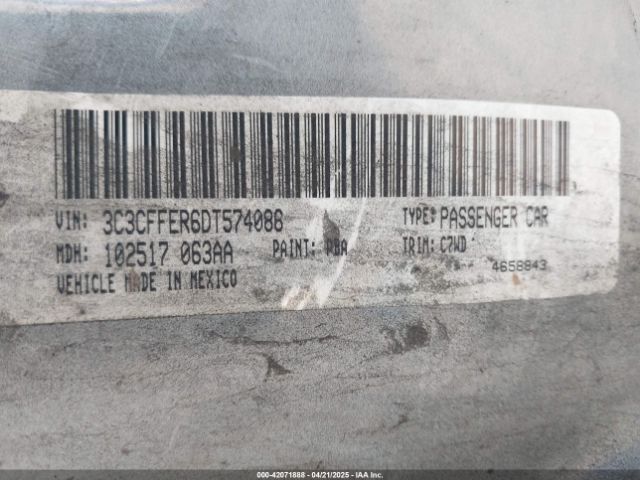 VIN: 3C3CFFER6DT574086 TYPE: PASSENGER CAR
MDH: 102517 063AA PAINT: PBA TRIM: C7WD
VEHICLE MADE IN MEXICO 4658843
000-42071888 | 04/21/2025 - IAA Inc.